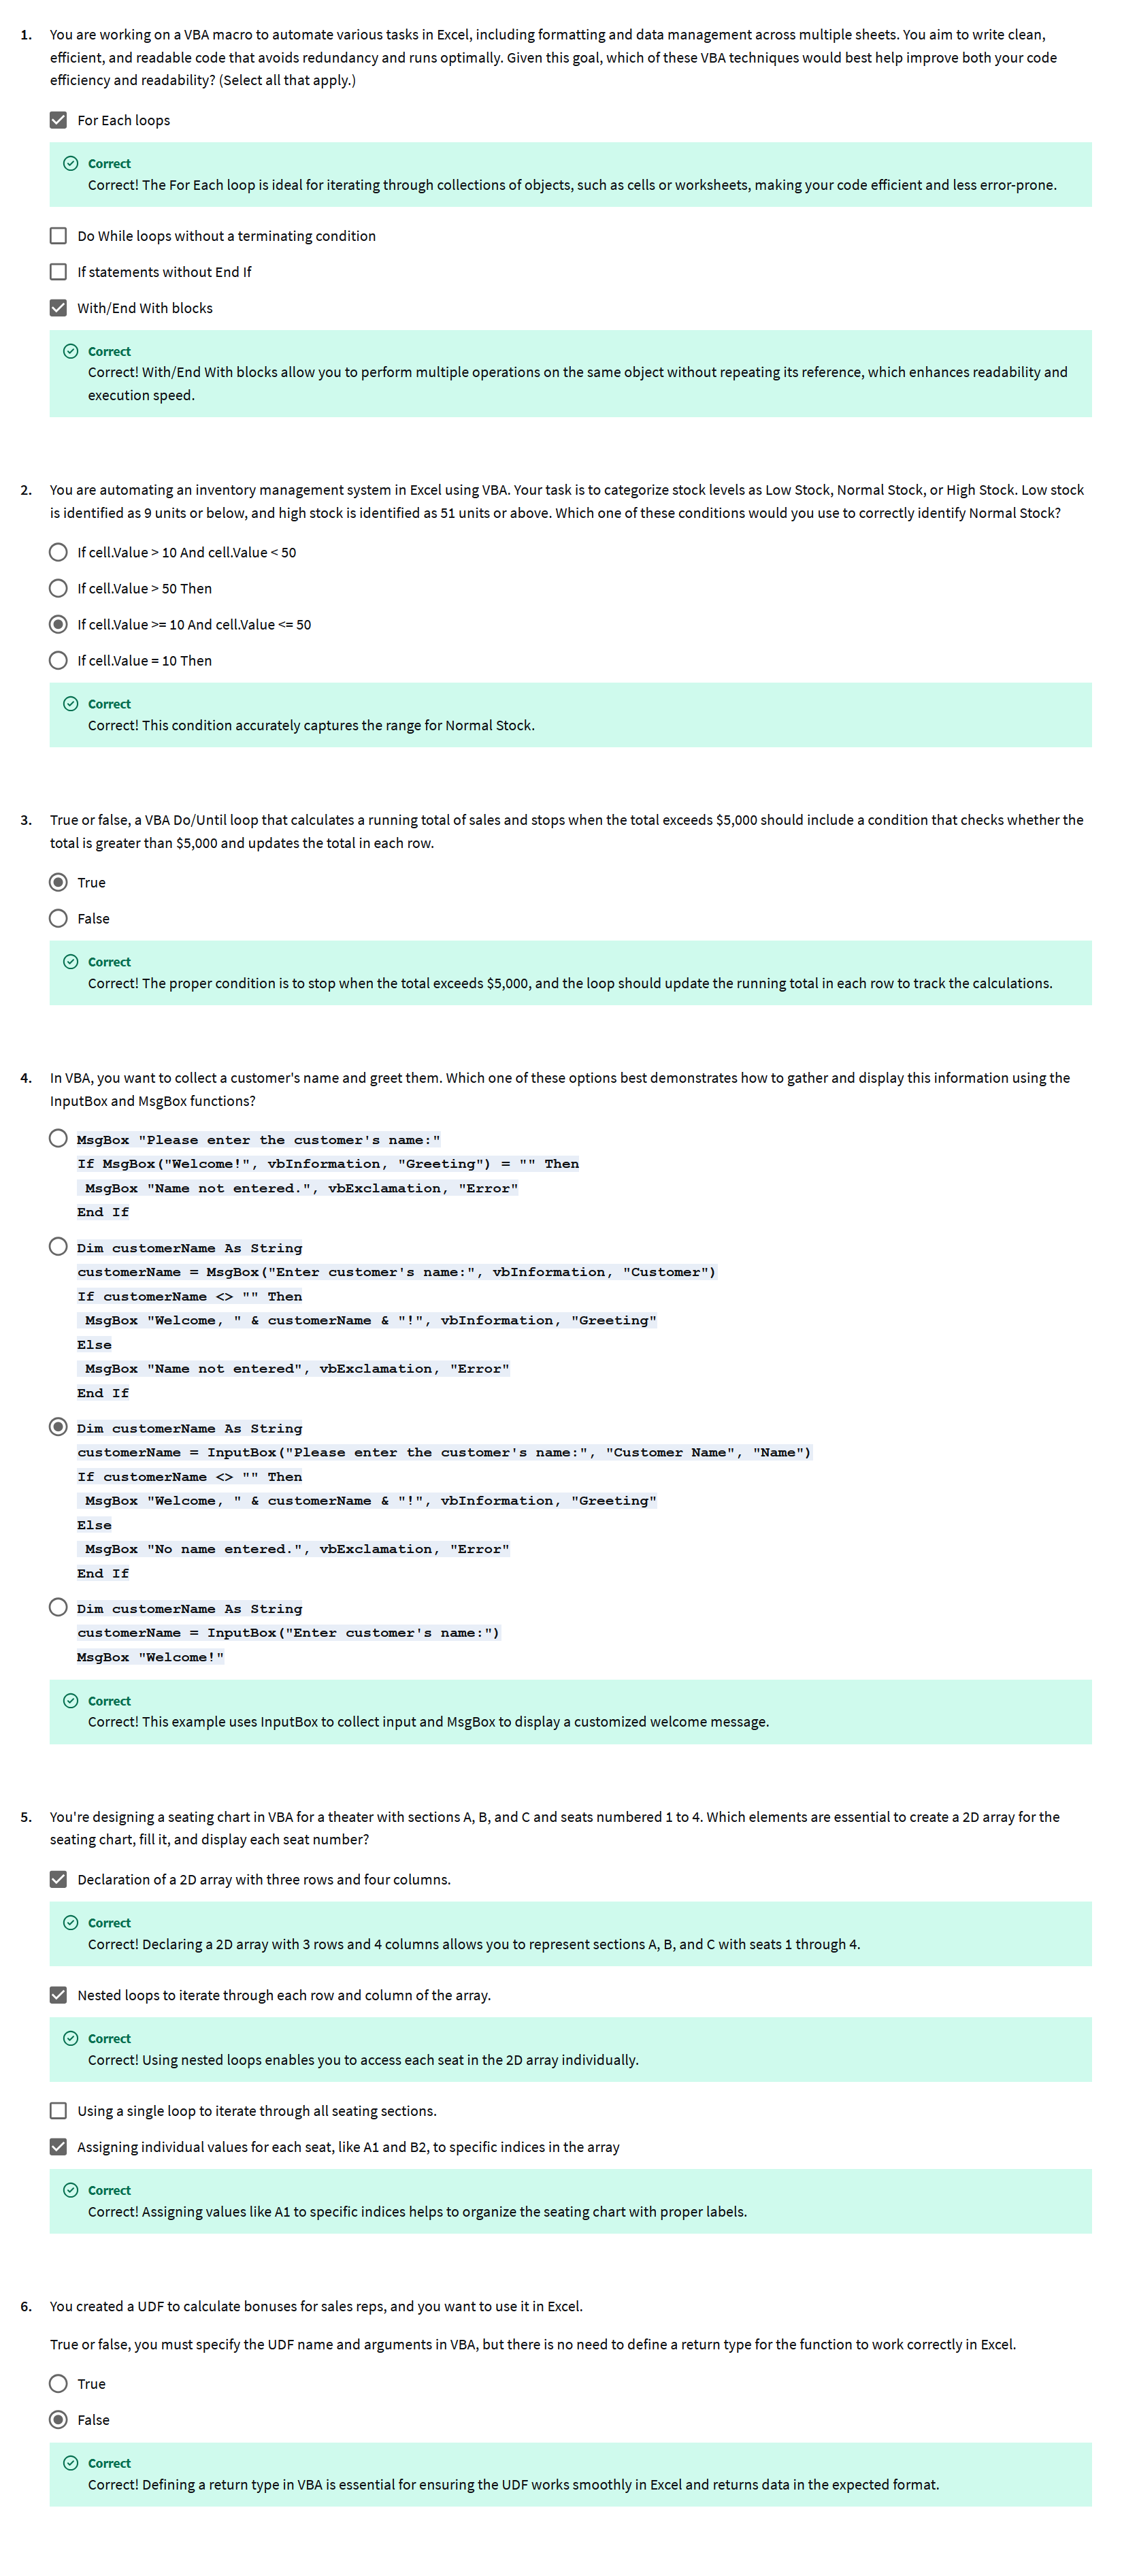 1. You are working on a VBA macro to automate various tasks in Excel, including formatting and data management across multiple sheets. You aim to write clean,
efficient, and readable code that avoids redundancy and runs optimally. Given this goal, which of these VBA techniques would best help improve both your code
efficiency and readability? (Select all that apply.)
For Each loops
Correct
Correct! The For Each loop is ideal for iterating through collections of objects, such as cells or worksheets, making your code efficient and less error-prone.
Do While loops without a terminating condition
If statements without End If
With/End With blocks
Correct
Correct! With/End With blocks allow you to perform multiple operations on the same object without repeating its reference, which enhances readability and
execution speed.
2. You are automating an inventory management system in Excel using VBA. Your task is to categorize stock levels as Low Stock, Normal Stock, or High Stock. Low stock
is identified as 9 units or below, and high stock is identified as 51 units or above. Which one of these conditions would you use to correctly identify Normal Stock?
If cell.Value > 10 And cell.Value < 50
If cell.Value > 50 Then
If cell.Value >= 10 And cell.Value <= 50
If cell.Value = 10 Then
Correct
Correct! This condition accurately captures the range for Normal Stock.
3. True or false, a VBA Do/Until loop that calculates a running total of sales and stops when the total exceeds $5,000 should include a condition that checks whether the
total is greater than $5,000 and updates the total in each row.
True
False
Correct
Correct! The proper condition is to stop when the total exceeds $5,000, and the loop should update the running total in each row to track the calculations.
4. In VBA, you want to collect a customer's name and greet them. Which one of these options best demonstrates how to gather and display this information using the
InputBox and MsgBox functions?
MsgBox "Please enter the customer's name:"
If MsgBox("Welcome!", vbInformation, "Greeting") = "" Then
MsgBox "Name not entered.", vbExclamation, "Error"
End If
Dim customerName As String
customerName = MsgBox("Enter customer's name:", vbInformation, "Customer")
If customerName <> "" Then
MsgBox "Welcome, " & customerName & "!", vbInformation, "Greeting"
Else
MsgBox "Name not entered", vbExclamation, "Error"
End If
Dim customerName As String
customerName = InputBox("Please enter the customer's name:", "Customer Name", "Name")
If customerName <> "" Then
MsgBox "Welcome, " & customerName & "!", vbInformation, "Greeting"
Else
MsgBox "No name entered.", vbExclamation, "Error"
End If
Dim customerName As String
customerName = InputBox("Enter customer's name:")
MsgBox "Welcome!"
Correct
Correct! This example uses InputBox to collect input and MsgBox to display a customized welcome message.
5. You're designing a seating chart in VBA for a theater with sections A, B, and C and seats numbered 1 to 4. Which elements are essential to create a 2D array for the
seating chart, fill it, and display each seat number?
Declaration of a 2D array with three rows and four columns.
Correct
Correct! Declaring a 2D array with 3 rows and 4 columns allows you to represent sections A, B, and C with seats 1 through 4.
Nested loops to iterate through each row and column of the array.
Correct
Correct! Using nested loops enables you to access each seat in the 2D array individually.
Using a single loop to iterate through all seating sections.
Assigning individual values for each seat, like A1 and B2, to specific indices in the array
Correct
Correct! Assigning values like A1 to specific indices helps to organize the seating chart with proper labels.
6. You created a UDF to calculate bonuses for sales reps, and you want to use it in Excel.
True or false, you must specify the UDF name and arguments in VBA, but there is no need to define a return type for the function to work correctly in Excel.
True
False
Correct
Correct! Defining a return type in VBA is essential for ensuring the UDF works smoothly in Excel and returns data in the expected format.